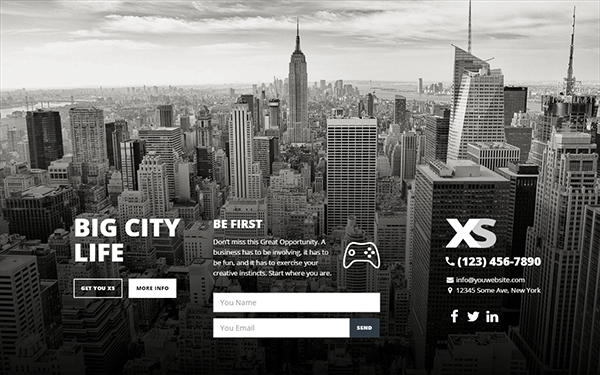 BIG CITY
LIFE
GET YOU XS
MORE INFO
BE FIRST
Don't miss this Great Opportunity. A
business has to be involving, it has to
be fun, and it has to exercise your
creative instincts. Start where you are.
You Name
You Email
SEND
XS
(123) 456-7890
info@youwebsite.com
12345 Some Ave, New York